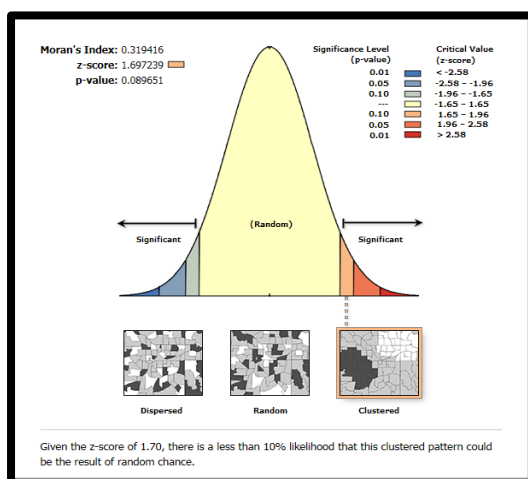 Moran's Index: 0.319416
z-score: 1.697239
p-value: 0.089651
Significance Level
(p-value)
Critical Value
(z-score)
0.01 < -2.58
0.05 -2.58 – -1.96
0.10 -1.96 – -1.65
--- -1.65 – 1.65
0.10 1.65 – 1.96
0.05 1.96 – 2.58
0.01 > 2.58
(Random)
Significant
Significant
Dispersed
Random
Clustered
Given the z-score of 1.70, there is a less than 10% likelihood that this clustered pattern could
be the result of random chance.